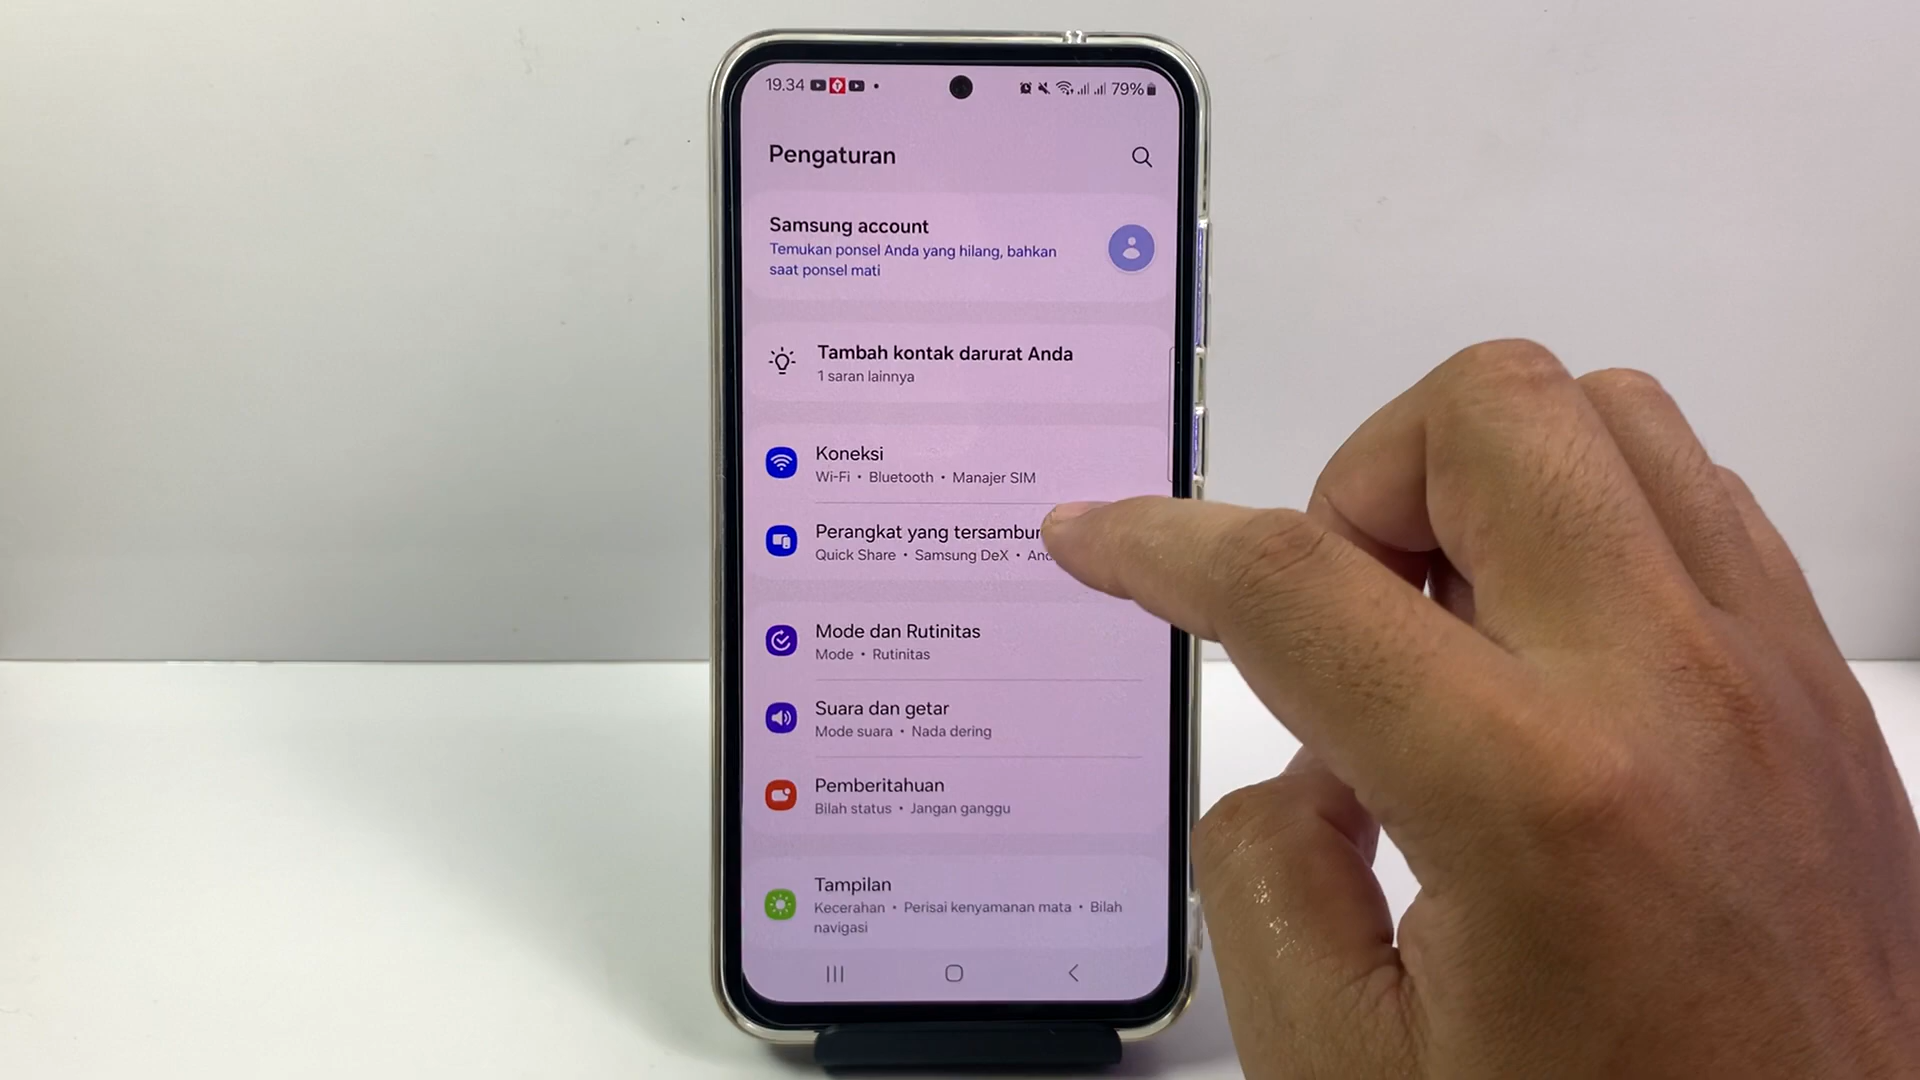 19.34
79%
Pengaturan
Samsung account
Temukan ponsel Anda yang hilang, bahkan
saat ponsel mati
Tambah kontak darurat Anda
1 saran lainnya
Koneksi
Wi-Fi • Bluetooth • Manajer SIM
Perangkat yang
Quick Share • Samsung DeX •
Mode dan Rutinitas
Mode • Rutinitas
Suara dan getar
Mode suara • Nada dering
Pemberitahuan
Bilah status • Jangan ganggu
Tampilan
Kecerahan • Perisai kenyamanan mata • Bilah
navigasi